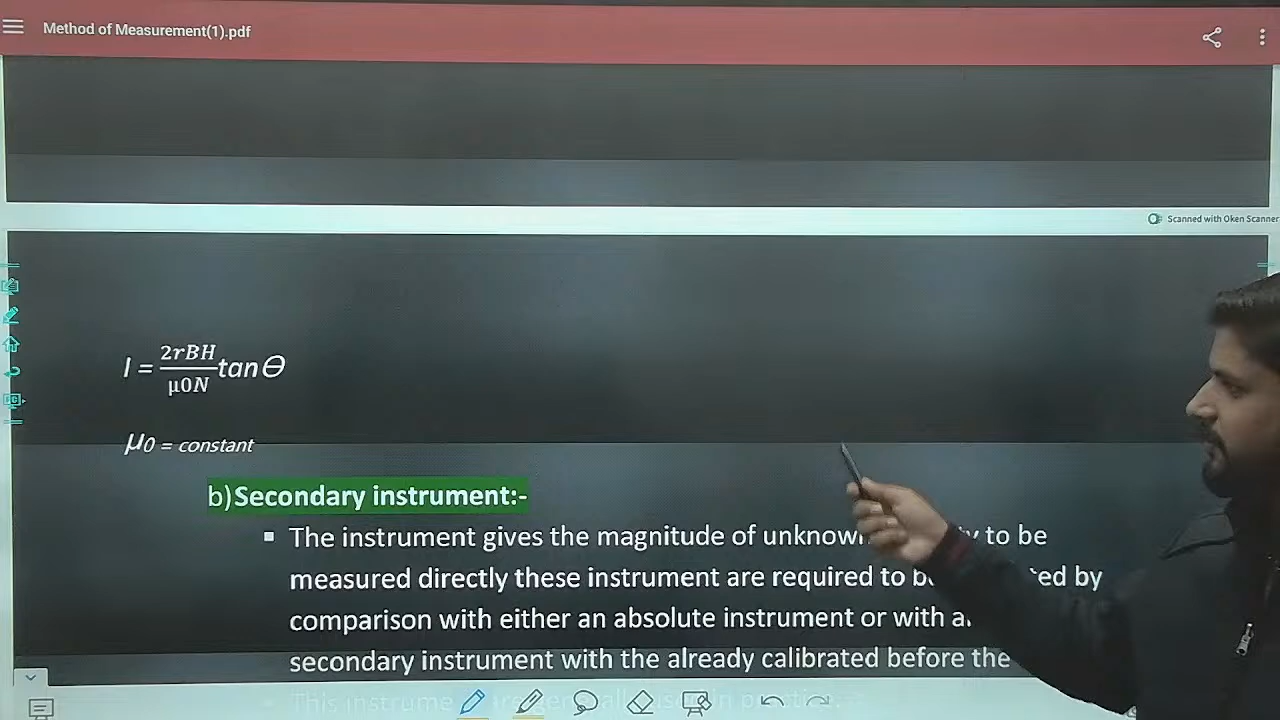 Method of Measurement(1).pdf
Scanned with Oken Scanner
I = 2rBH/μ0N tanΘ
μ0 = constant
b)Secondary instrument:-
▪ The instrument gives the magnitude of unknown to be
measured directly these instrument are required to by
comparison with either an absolute instrument or with
secondary instrument with the already calibrated before the